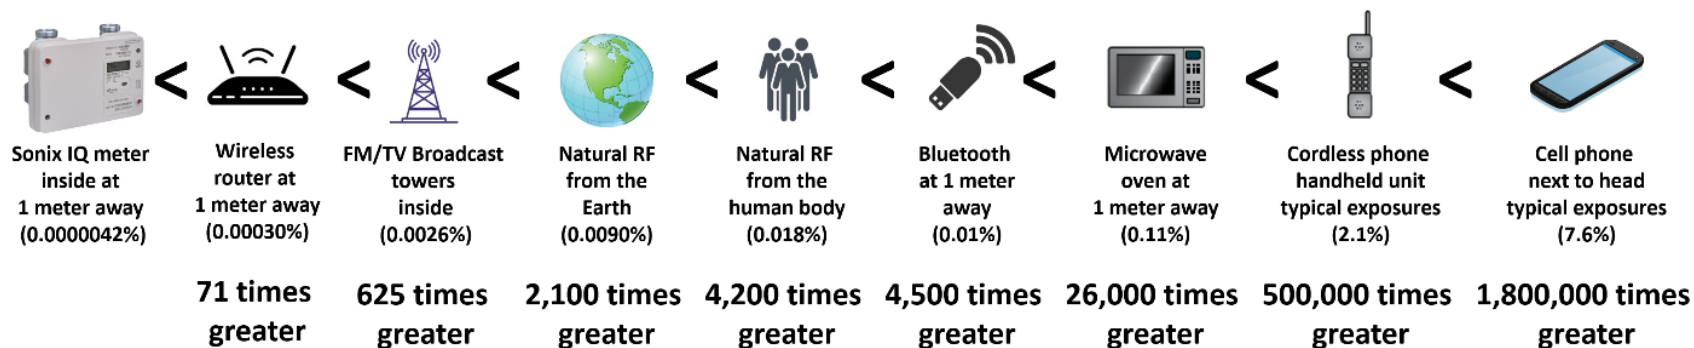 < < < < < < < <
Sonix IQ meter
inside at
1 meter away
(0.0000042%)
Wireless
router at
1 meter away
(0.00030%)
71 times
greater
FM/TV Broadcast
towers
inside
(0.0026%)
625 times
greater
Natural RF
from the
Earth
(0.0090%)
2,100 times
greater
Natural RF
from the
human body
(0.018%)
4,200 times
greater
Bluetooth
at 1 meter
away
(0.01%)
4,500 times
greater
Microwave
oven at
1 meter away
(0.11%)
26,000 times
greater
Cordless phone
handheld unit
typical exposures
(2.1%)
500,000 times
greater
Cell phone
next to head
typical exposures
(7.6%)
1,800,000 times
greater